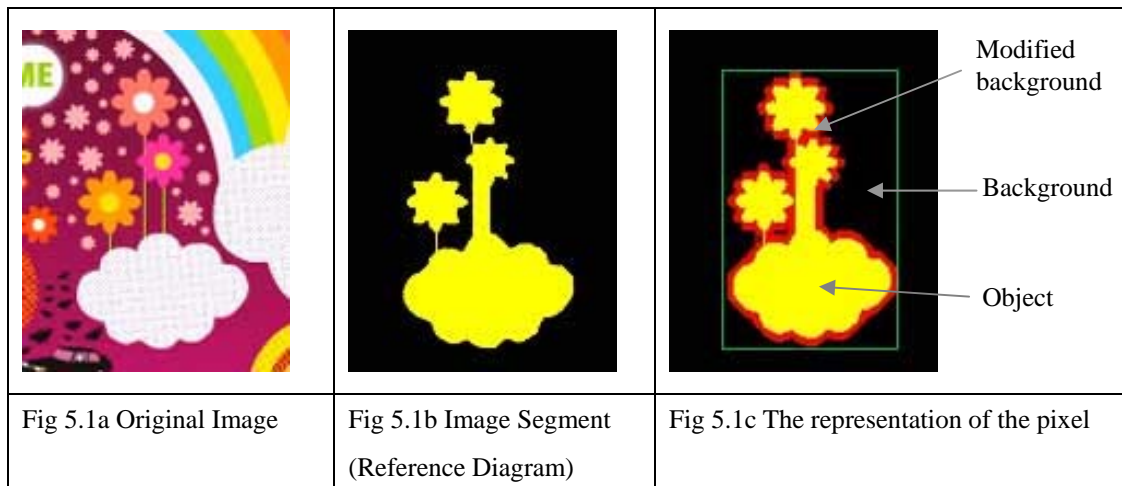 ME
Modified
background
Background
Object
Fig 5.1a Original Image
Fig 5.1b Image Segment
(Reference Diagram)
Fig 5.1c The representation of the pixel